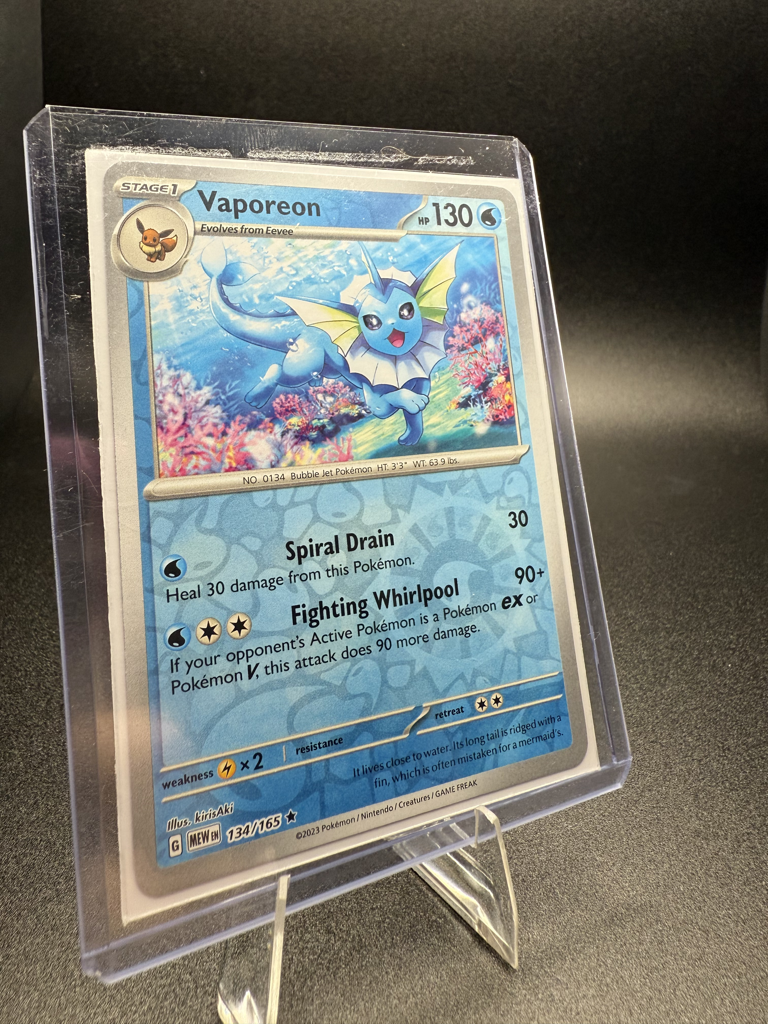 STAGE 1
Vaporeon
HP 130
Evolves from Eevee
NO 0134 Bubble Jet Pokémon HT: 3'3" WT: 63.9 lbs.
Spiral Drain 30
Heal 30 damage from this Pokémon.
Fighting Whirlpool 90+
If your opponent's Active Pokémon is a Pokémon ex or
Pokémon V, this attack does 90 more damage.
weakness ×2 resistance retreat
It lives close to water. Its long tail is ridged with a
fin, which is often mistaken for a mermaid's.
Illus. kirisAki
G MEW EN 134/165 ★
©2023 Pokémon / Nintendo / Creatures / GAME FREAK